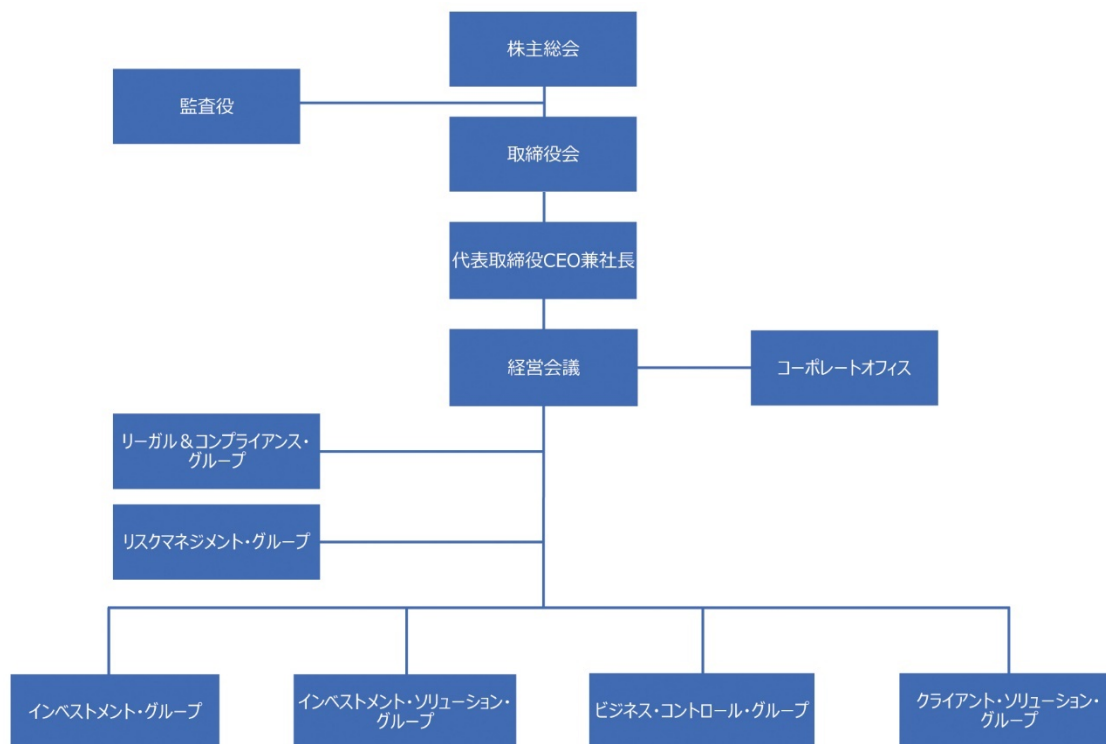 株主総会
監査役
取締役会
代表取締役CEO兼社長
経営会議
コーポレートオフィス
リーガル＆コンプライアンス・
グループ
リスクマネジメント・グループ
インベストメント・グループ
インベストメント・ソリューション・
グループ
ビジネス・コントロール・グループ
クライアント・ソリューション・
グループ